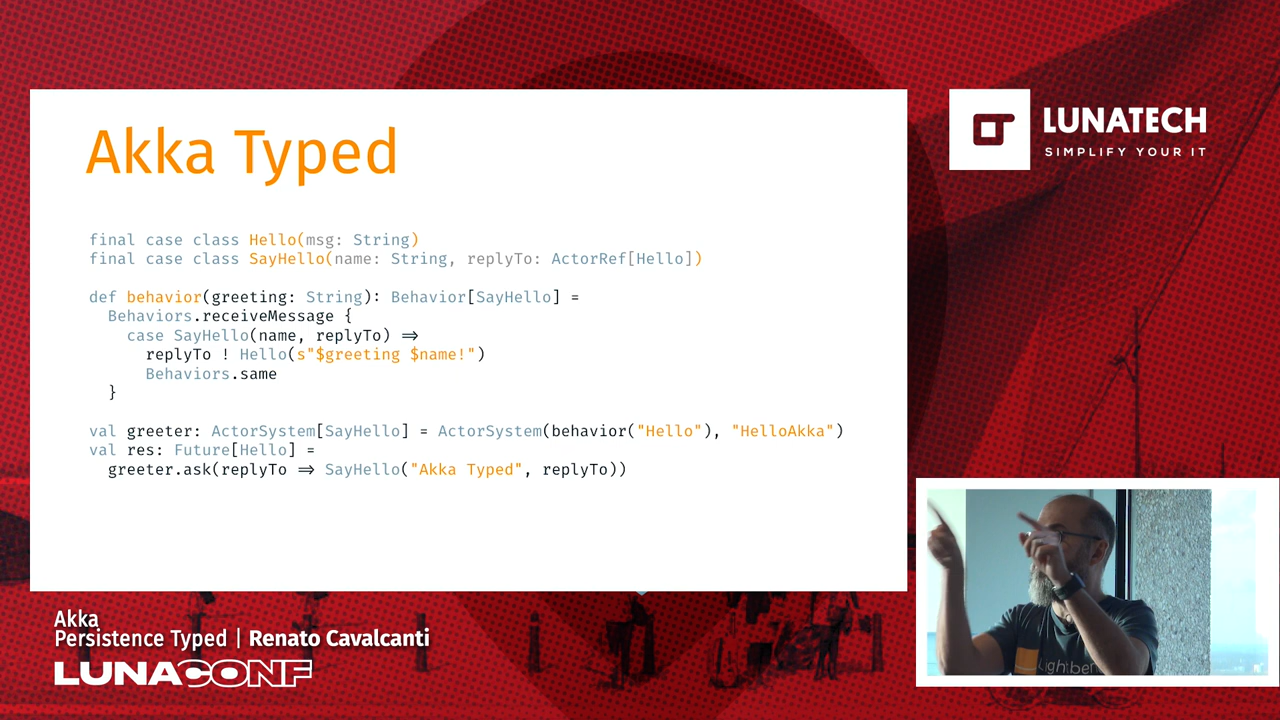 Akka Typed
final case class Hello(msg: String)
final case class SayHello(name: String, replyTo: ActorRef[Hello])
def behavior(greeting: String): Behavior[SayHello] =
Behaviors.receiveMessage {
case SayHello(name, replyTo) ⇒
replyTo ! Hello(s"$greeting $name!")
Behaviors.same
}
val greeter: ActorSystem[SayHello] = ActorSystem(behavior("Hello"), "HelloAkka")
val res: Future[Hello] =
greeter.ask(replyTo ⇒ SayHello("Akka Typed", replyTo))
LUNATECH
SIMPLIFY YOUR IT
Akka
Persistence Typed | Renato Cavalcanti
LUNACONF